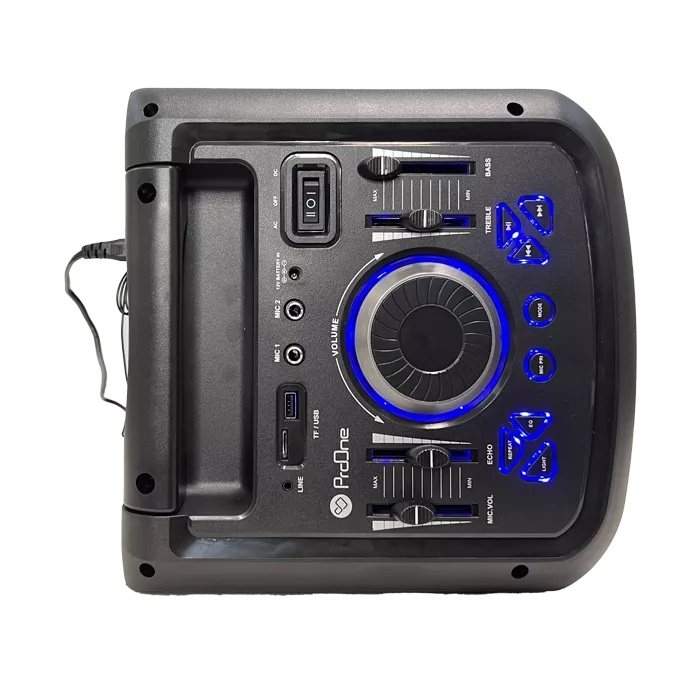 DC
OFF
AC
12V BATTERY IN
MIC 2
MIC 1
TF / USB
LINE
ProOne
VOLUME
MAX
MIN
BASS
TREBLE
MODE
MIC PRI
EQ
REPEAT
LIGHT
ECHO
MAX
MIN
MIC.VOL